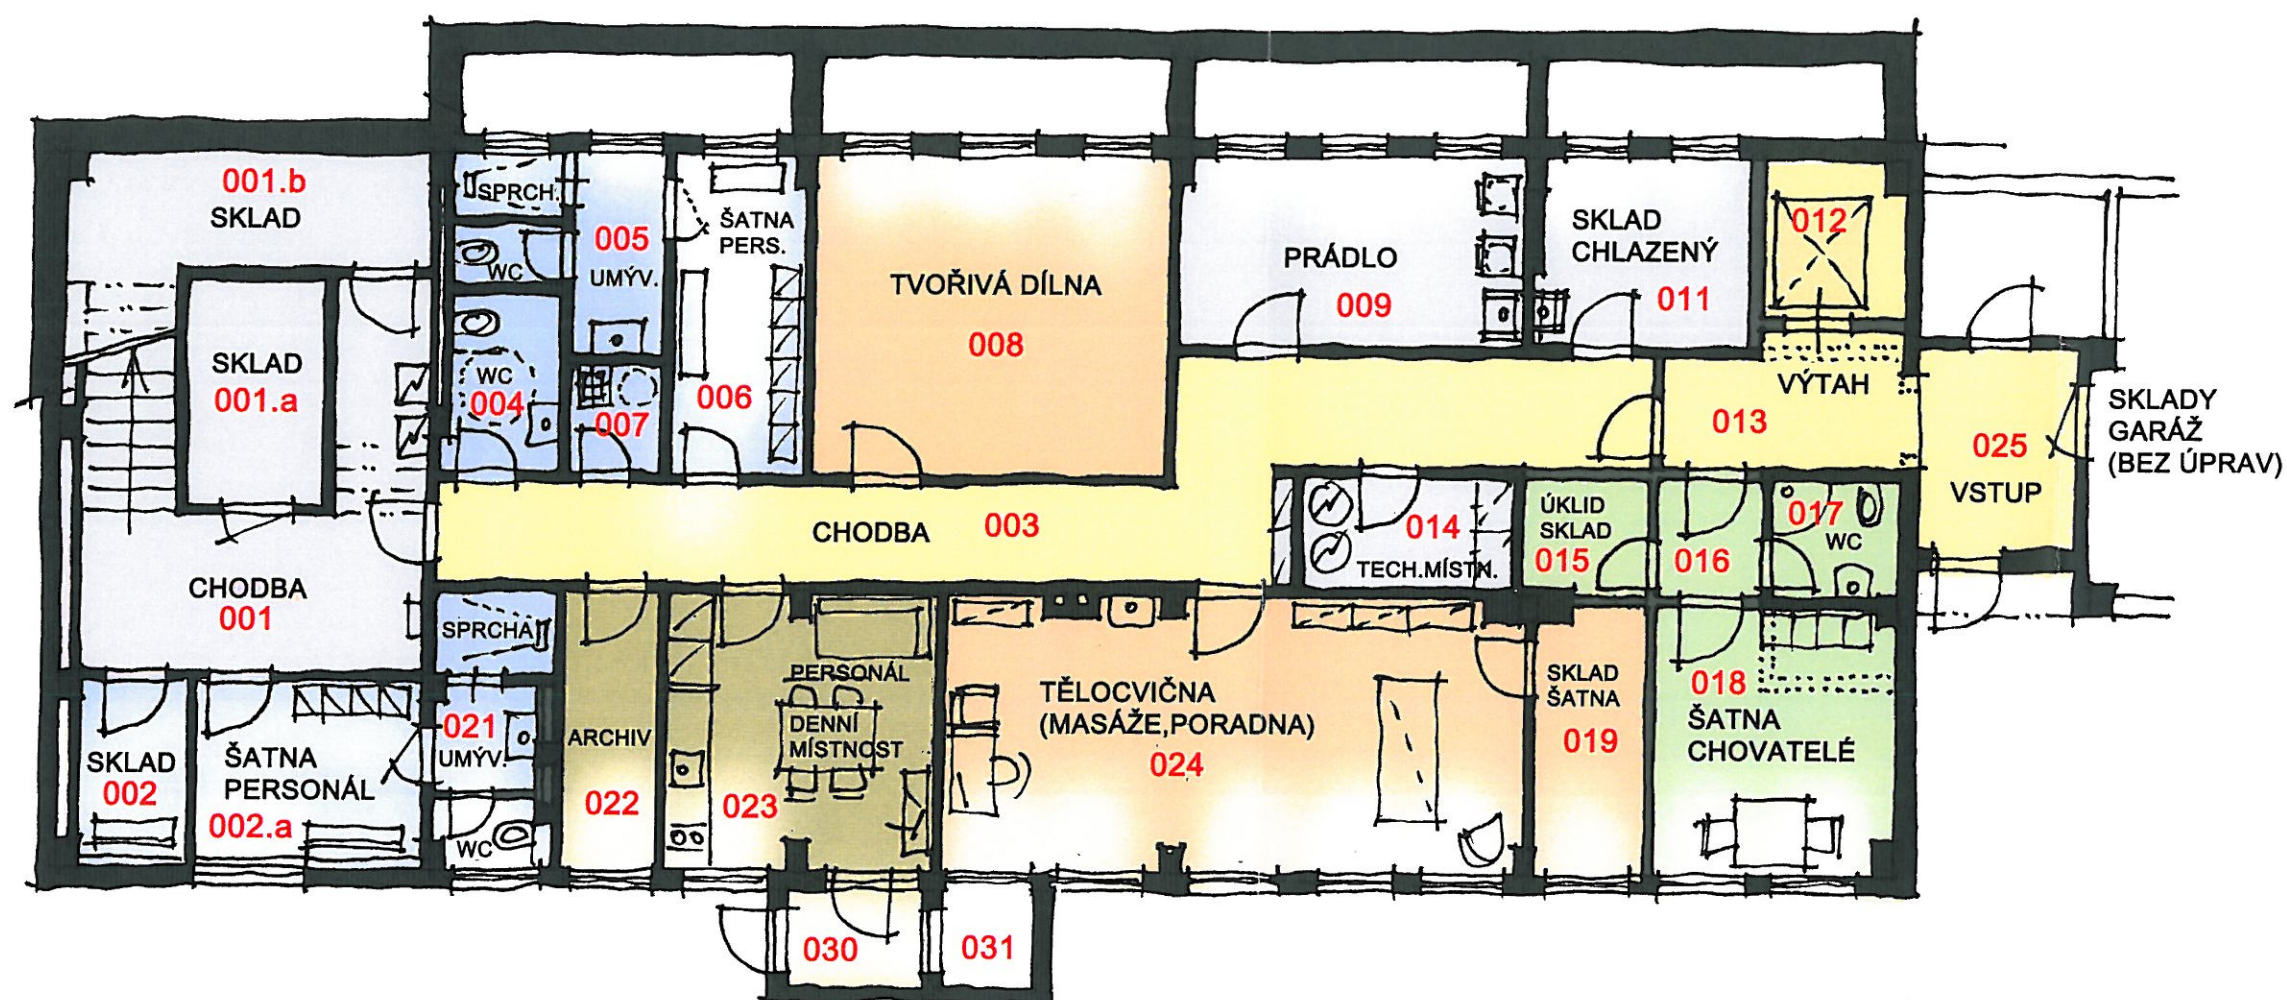 001.b
SKLAD
SPRCH.
WC
005
UMÝV.
ŠATNA
PERS.
006
TVOŘIVÁ DÍLNA
008
PRÁDLO
009
SKLAD
CHLAZENÝ
011
012
SKLAD
001.a
WC
004
007
VÝTAH
013
025
VSTUP
SKLADY
GARÁŽ
(BEZ ÚPRAV)
CHODBA
003
014
TECH.MÍSTN.
ÚKLID
SKLAD
015
016
017
WC
CHODBA
001
SPRCHA
021
UMÝV.
WC
SKLAD
002
ŠATNA
PERSONÁL
002.a
ARCHIV
022
PERSONÁL
DENNÍ
MÍSTNOST
023
TĚLOCVIČNA
(MASÁŽE,PORADNA)
024
SKLAD
ŠATNA
019
018
ŠATNA
CHOVATELÉ
030
031